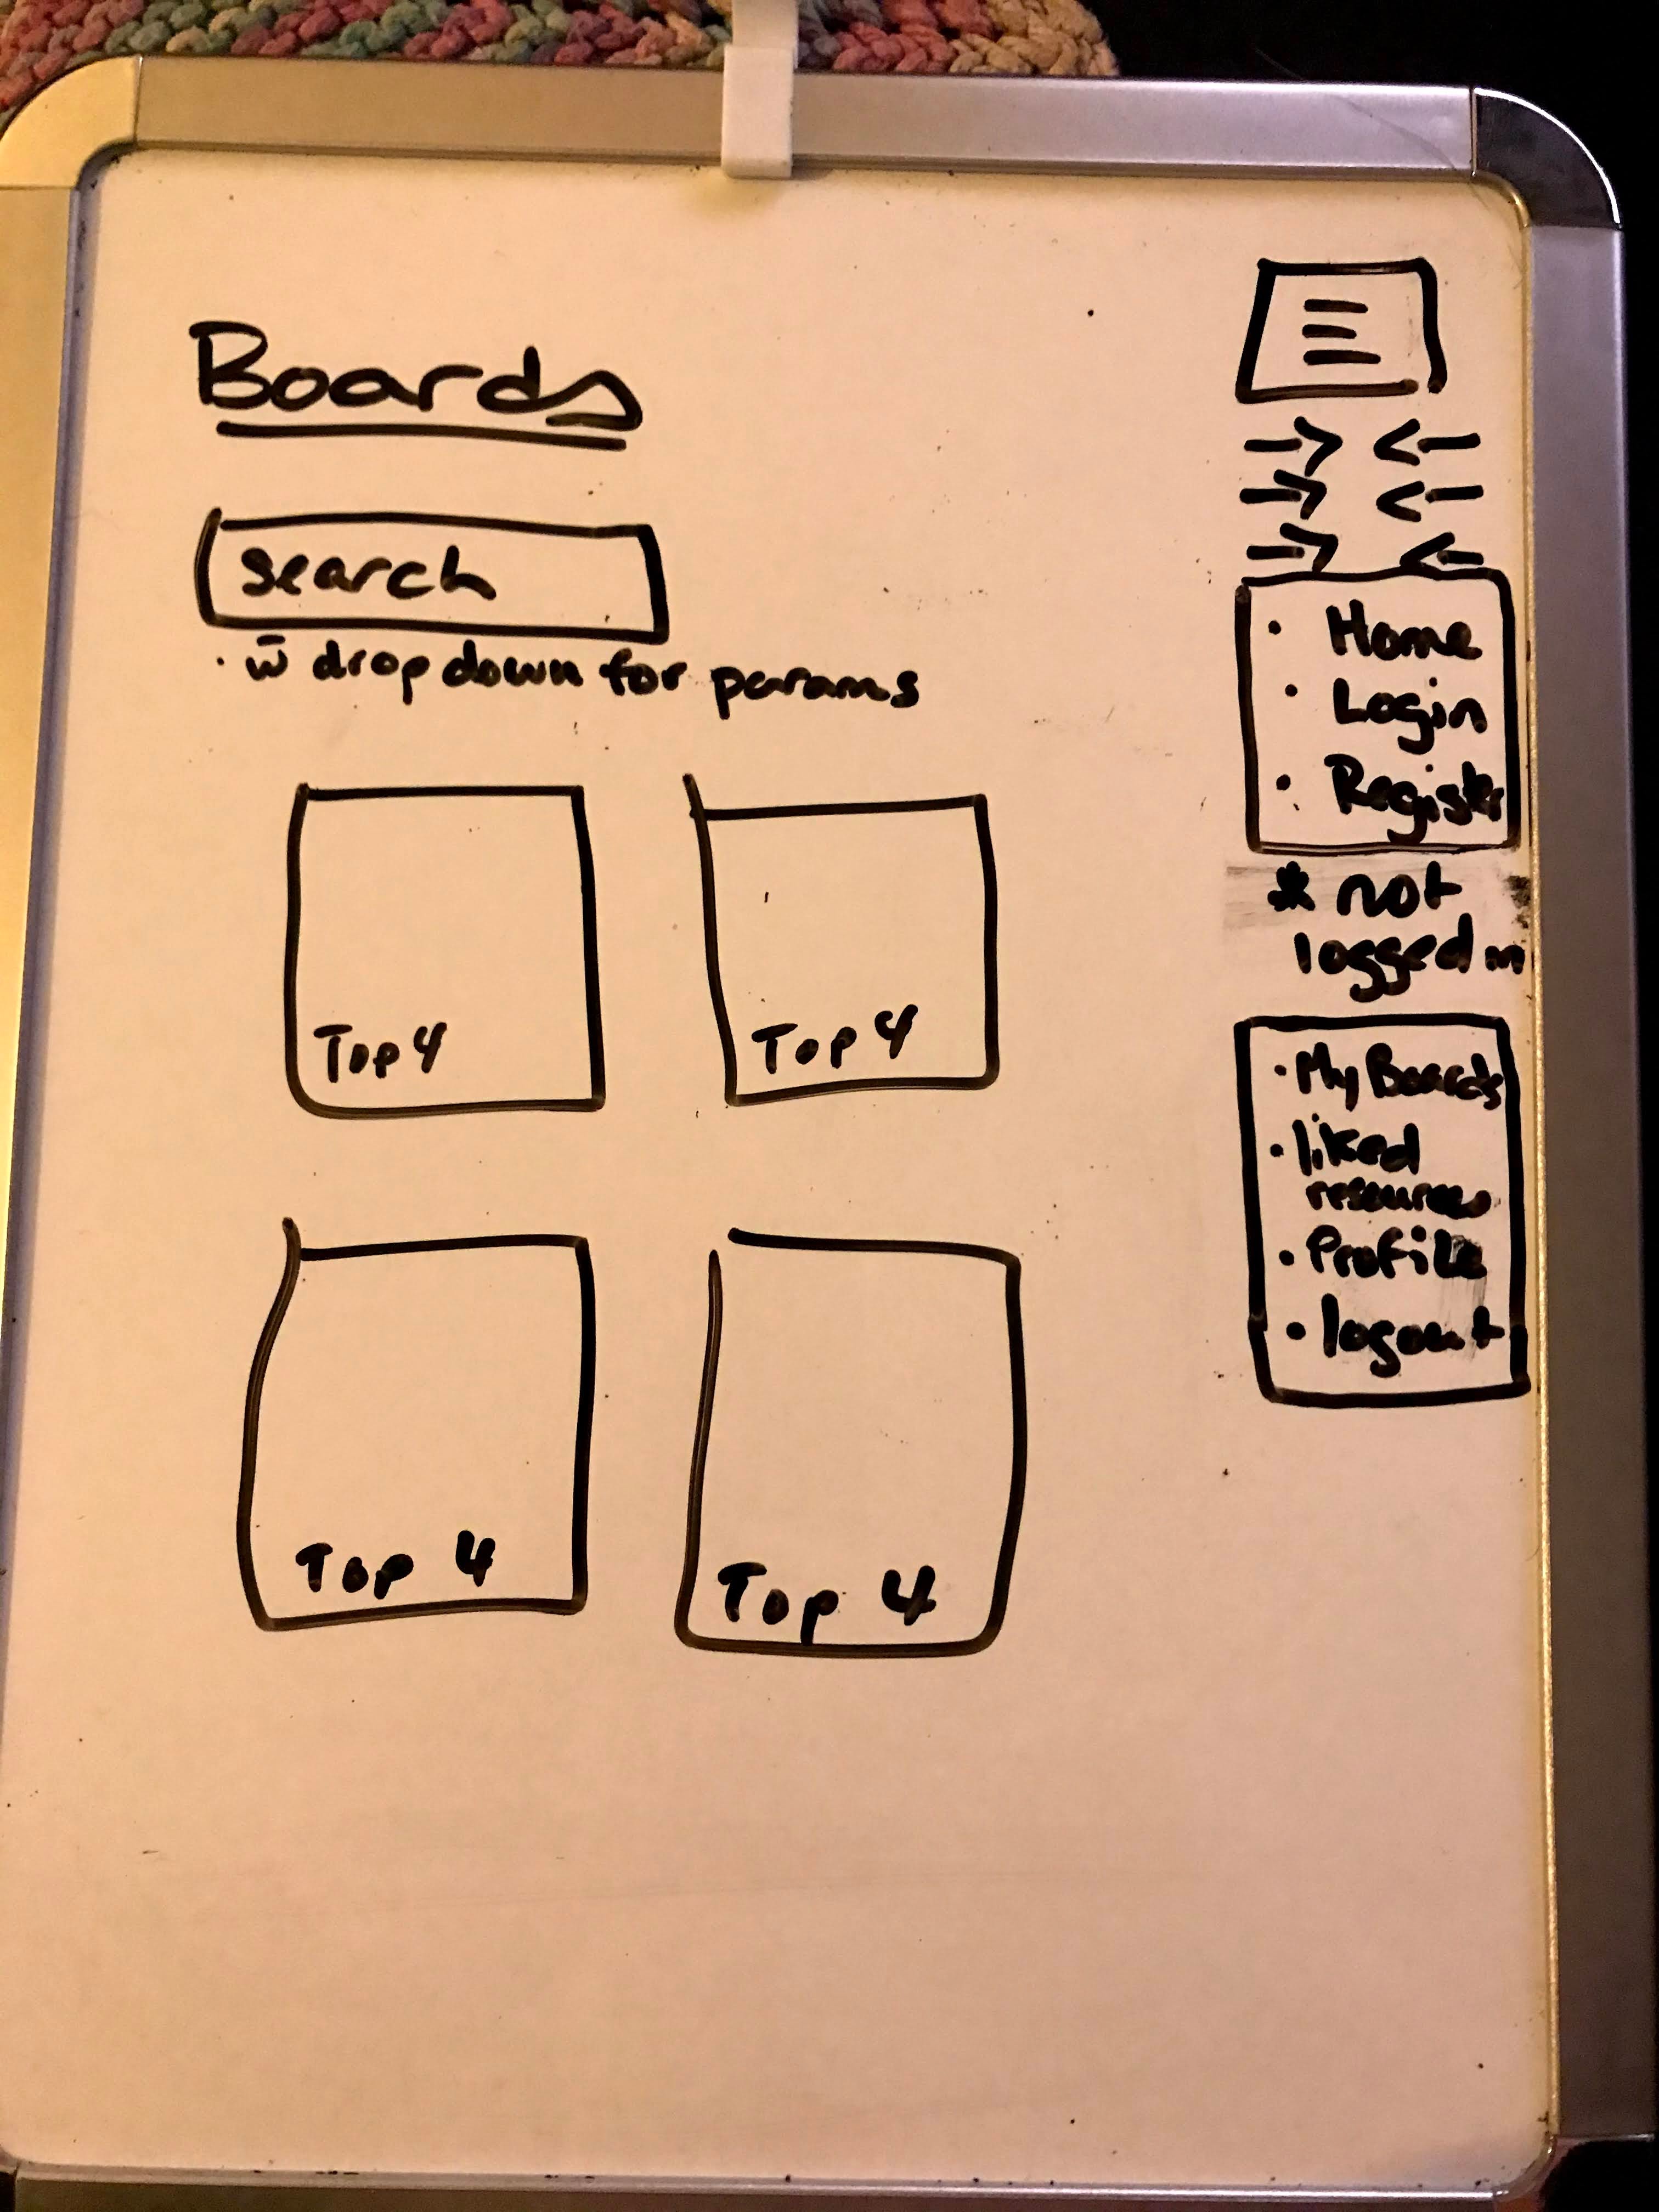 Boards
search
· w̄ drop down for params
Top 4
Top 4
Top 4
Top 4
· Home
· Login
· Register
* not
logged in
· My Boards
· liked
resources
· Profile
· logout